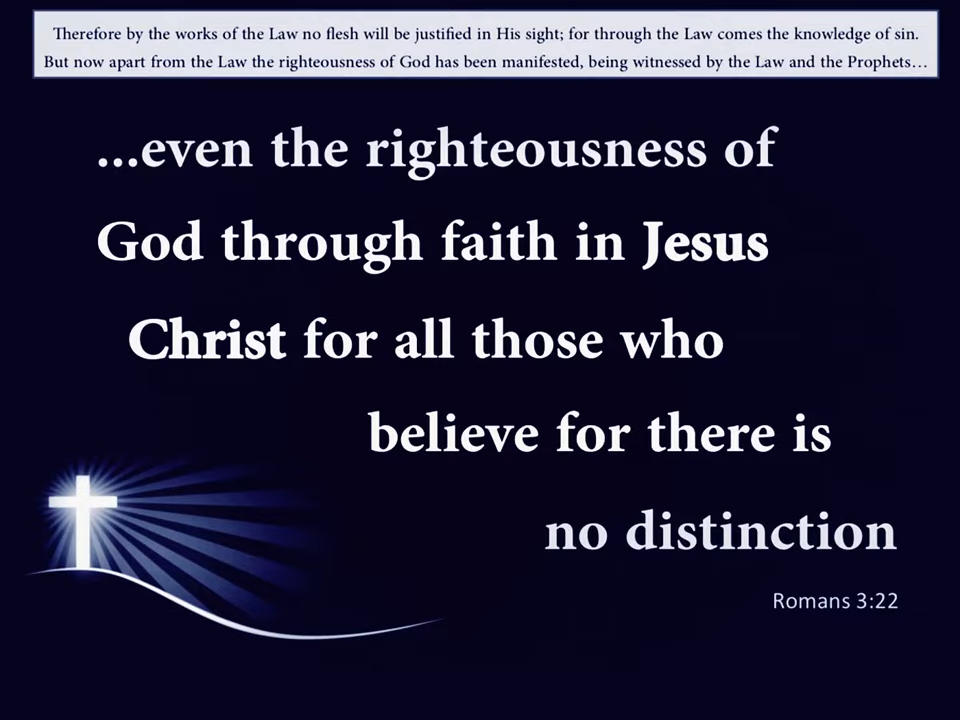 Therefore by the works of the Law no flesh will be justified in His sight; for through the Law comes the knowledge of sin.
But now apart from the Law the righteousness of God has been manifested, being witnessed by the Law and the Prophets…
...even the righteousness of
God through faith in Jesus
Christ for all those who
believe for there is
no distinction
Romans 3:22